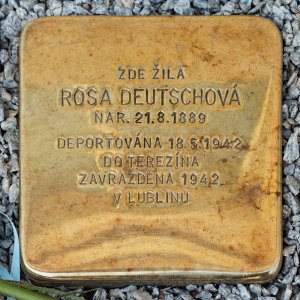 ZDE ŽILA
ROSA DEUTSCHOVÁ
NAR. 21.8.1889
DEPORTOVÁNA 18.5.1942
DO TEREZÍNA
ZAVRAŽDĚNA 1942
V LUBLINU